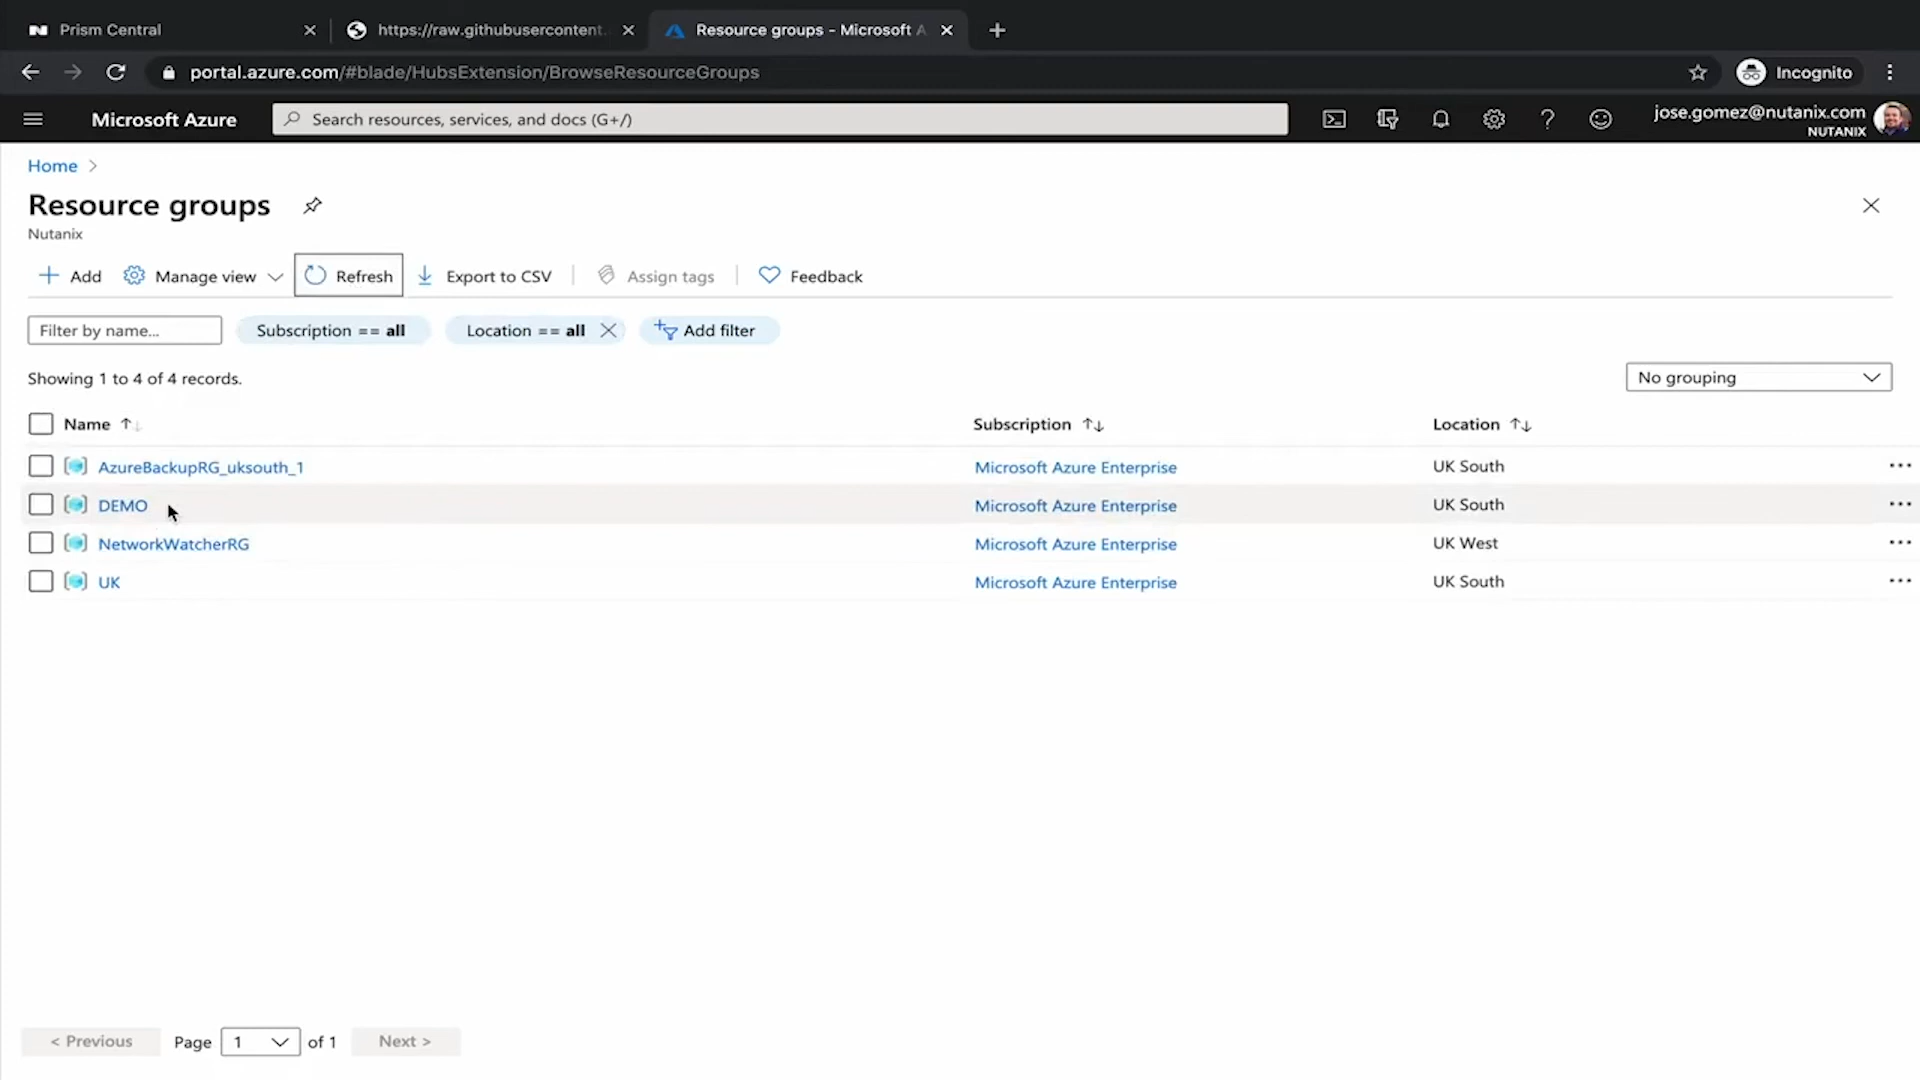 Prism Central
https://raw.githubusercontent.
Resource groups - Microsoft A
portal.azure.com/#blade/HubsExtension/BrowseResourceGroups
Incognito
Microsoft Azure
Search resources, services, and docs (G+/)
jose.gomez@nutanix.com
NUTANIX
Home
Resource groups
Nutanix
Add
Manage view
Refresh
Export to CSV
Assign tags
Feedback
Filter by name...
Subscription == all
Location == all
Add filter
Showing 1 to 4 of 4 records.
No grouping
Name
Subscription
Location
AzureBackupRG_uksouth_1
Microsoft Azure Enterprise
UK South
DEMO
Microsoft Azure Enterprise
UK South
NetworkWatcherRG
Microsoft Azure Enterprise
UK West
UK
Microsoft Azure Enterprise
UK South
< Previous
Page
1
of 1
Next >